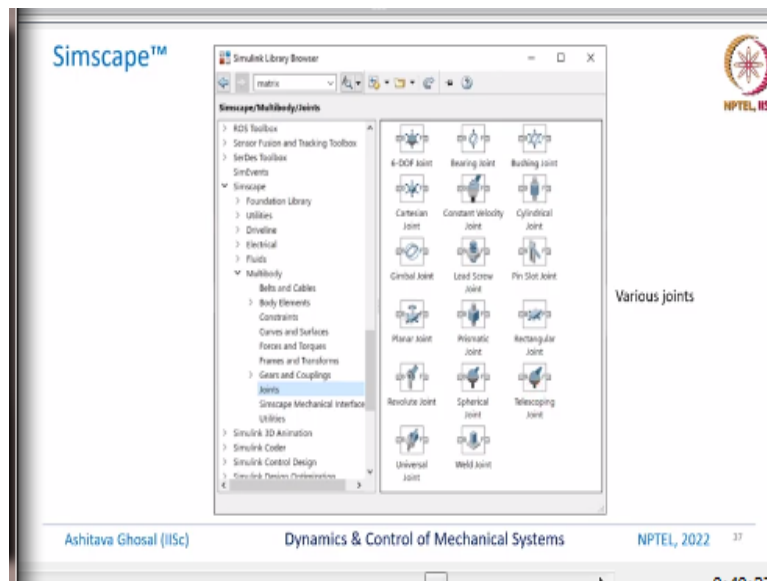 Simscape™
NPTEL, IIS
Simulink Library Browser
matrix
Simscape/Multibody/Joints
ROS Toolbox
Sensor Fusion and Tracking Toolbox
SerDes Toolbox
SimEvents
Simscape
Foundation Library
Utilities
Driveline
Electrical
Fluids
Multibody
Belts and Cables
Body Elements
Constraints
Curves and Surfaces
Forces and Torques
Frames and Transforms
Gears and Couplings
Joints
Simscape Mechanical Interface
Utilities
Simulink 3D Animation
Simulink Coder
Simulink Control Design
Simulink Design Optimization
6-DOF Joint Bearing Joint Bushing Joint
Cartesian Constant Velocity Cylindrical
Joint Joint Joint
Gimbal Joint Lead Screw Pin Slot Joint
Joint
Planar Joint Prismatic Rectangular
Joint Joint
Revolute Joint Spherical Telescoping
Joint Joint
Universal Weld Joint
Joint
Various joints
Ashitava Ghosal (IISc) Dynamics & Control of Mechanical Systems NPTEL, 2022 37